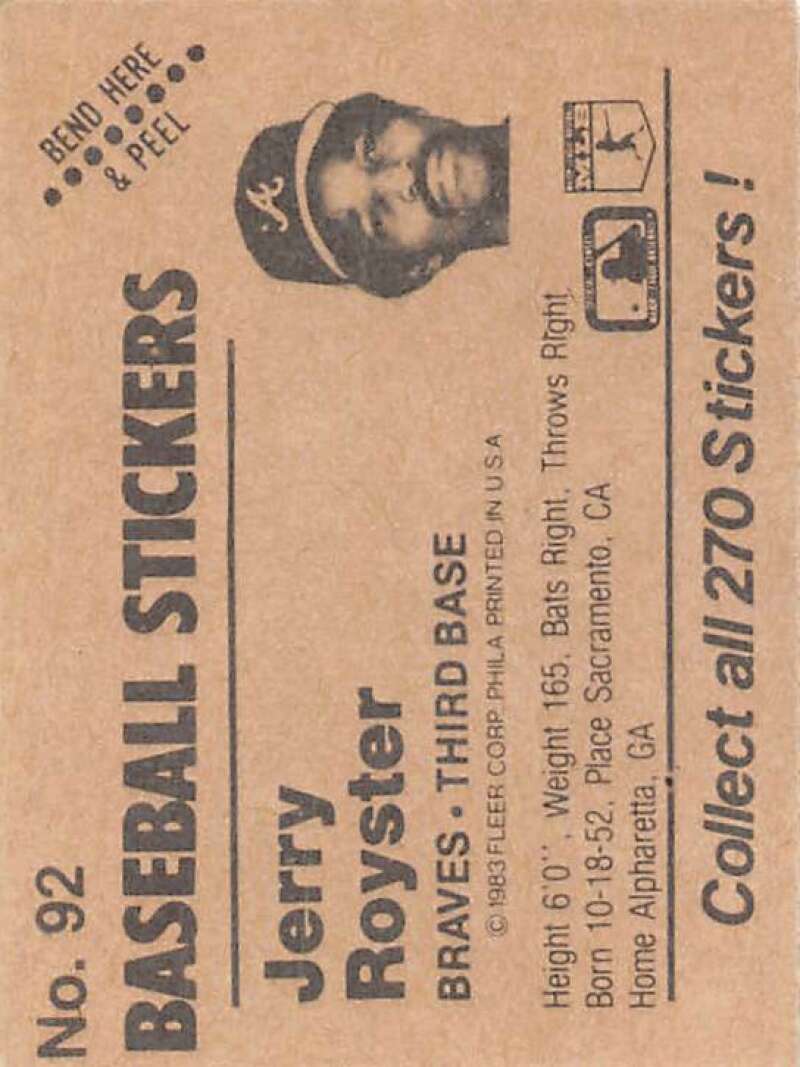 No. 92
BEND HERE
& PEEL
BASEBALL STICKERS
Jerry
Royster
BRAVES • THIRD BASE
© 1983 FLEER CORP. PHILA PRINTED IN U S A
Height 6'0'', Weight 165, Bats Right, Throws Right
Born 10-18-52, Place Sacramento, CA
Home Alpharetta, GA
A
Collect all 270 Stickers!